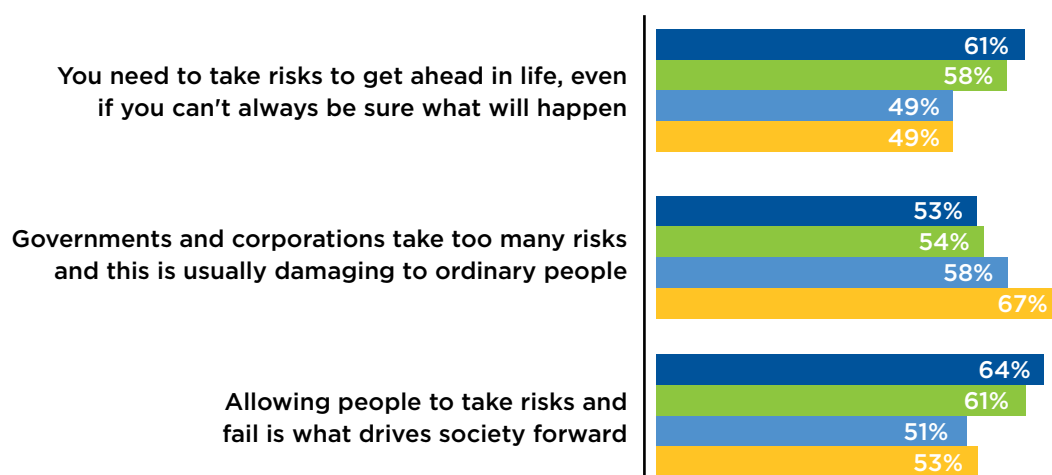 You need to take risks to get ahead in life, even
if you can't always be sure what will happen
61%
58%
49%
49%
Governments and corporations take too many risks
and this is usually damaging to ordinary people
53%
54%
58%
67%
Allowing people to take risks and
fail is what drives society forward
64%
61%
51%
53%